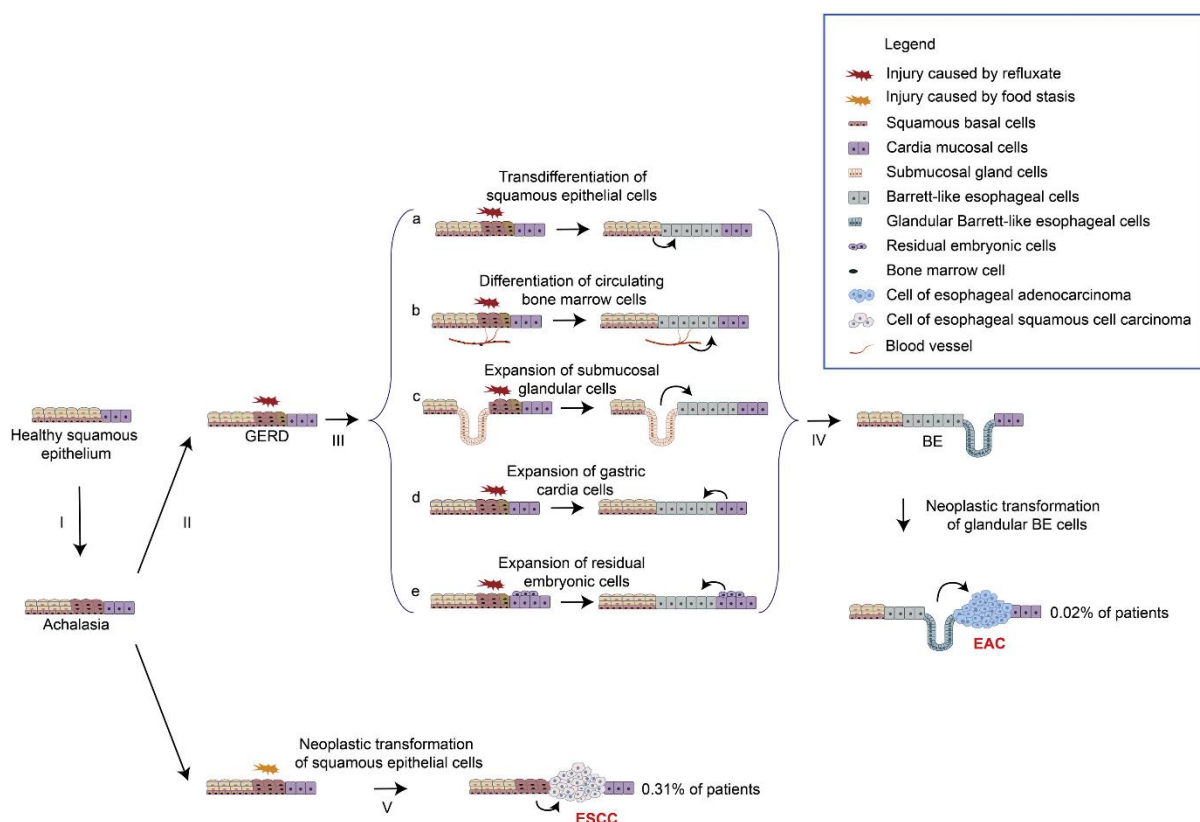 Legend
Injury caused by refluxate
Injury caused by food stasis
Squamous basal cells
Cardia mucosal cells
Submucosal gland cells
Barrett-like esophageal cells
Glandular Barrett-like esophageal cells
Residual embryonic cells
Bone marrow cell
Cell of esophageal adenocarcinoma
Cell of esophageal squamous cell carcinoma
Blood vessel
Healthy squamous
epithelium
I
Achalasia
II
GERD
III
Transdifferentiation of
squamous epithelial cells
a
Differentiation of circulating
bone marrow cells
b
Expansion of submucosal
glandular cells
c
Expansion of gastric
cardia cells
d
Expansion of residual
embryonic cells
e
IV
BE
Neoplastic transformation
of glandular BE cells
0.02% of patients
EAC
Neoplastic transformation
of squamous epithelial cells
V
0.31% of patients
ESCC